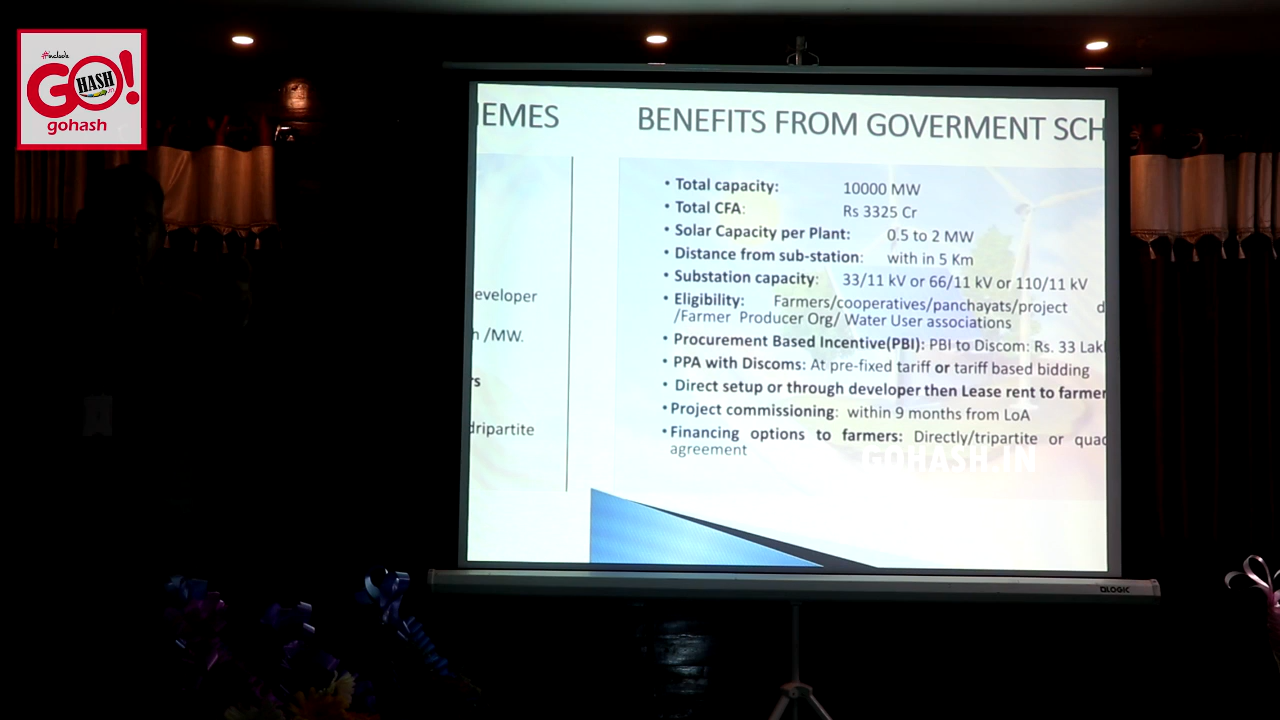 #include
GO!
HASH
.in
gohash
IEMES
eveloper
h /MW.
rs
dripartite
BENEFITS FROM GOVERMENT SCH
• Total capacity: 10000 MW
• Total CFA: Rs 3325 Cr
• Solar Capacity per Plant: 0.5 to 2 MW
• Distance from sub-station: with in 5 Km
• Substation capacity: 33/11 kV or 66/11 kV or 110/11 kV
• Eligibility: Farmers/cooperatives/panchayats/project d
/Farmer Producer Org/ Water User associations
• Procurement Based Incentive(PBI): PBI to Discom: Rs. 33 Lakh
• PPA with Discoms: At pre-fixed tariff or tariff based bidding
• Direct setup or through developer then Lease rent to farmer
• Project commissioning: within 9 months from LoA
• Financing options to farmers: Directly/tripartite or quad
agreement
GOHASH.IN
DLOGIC